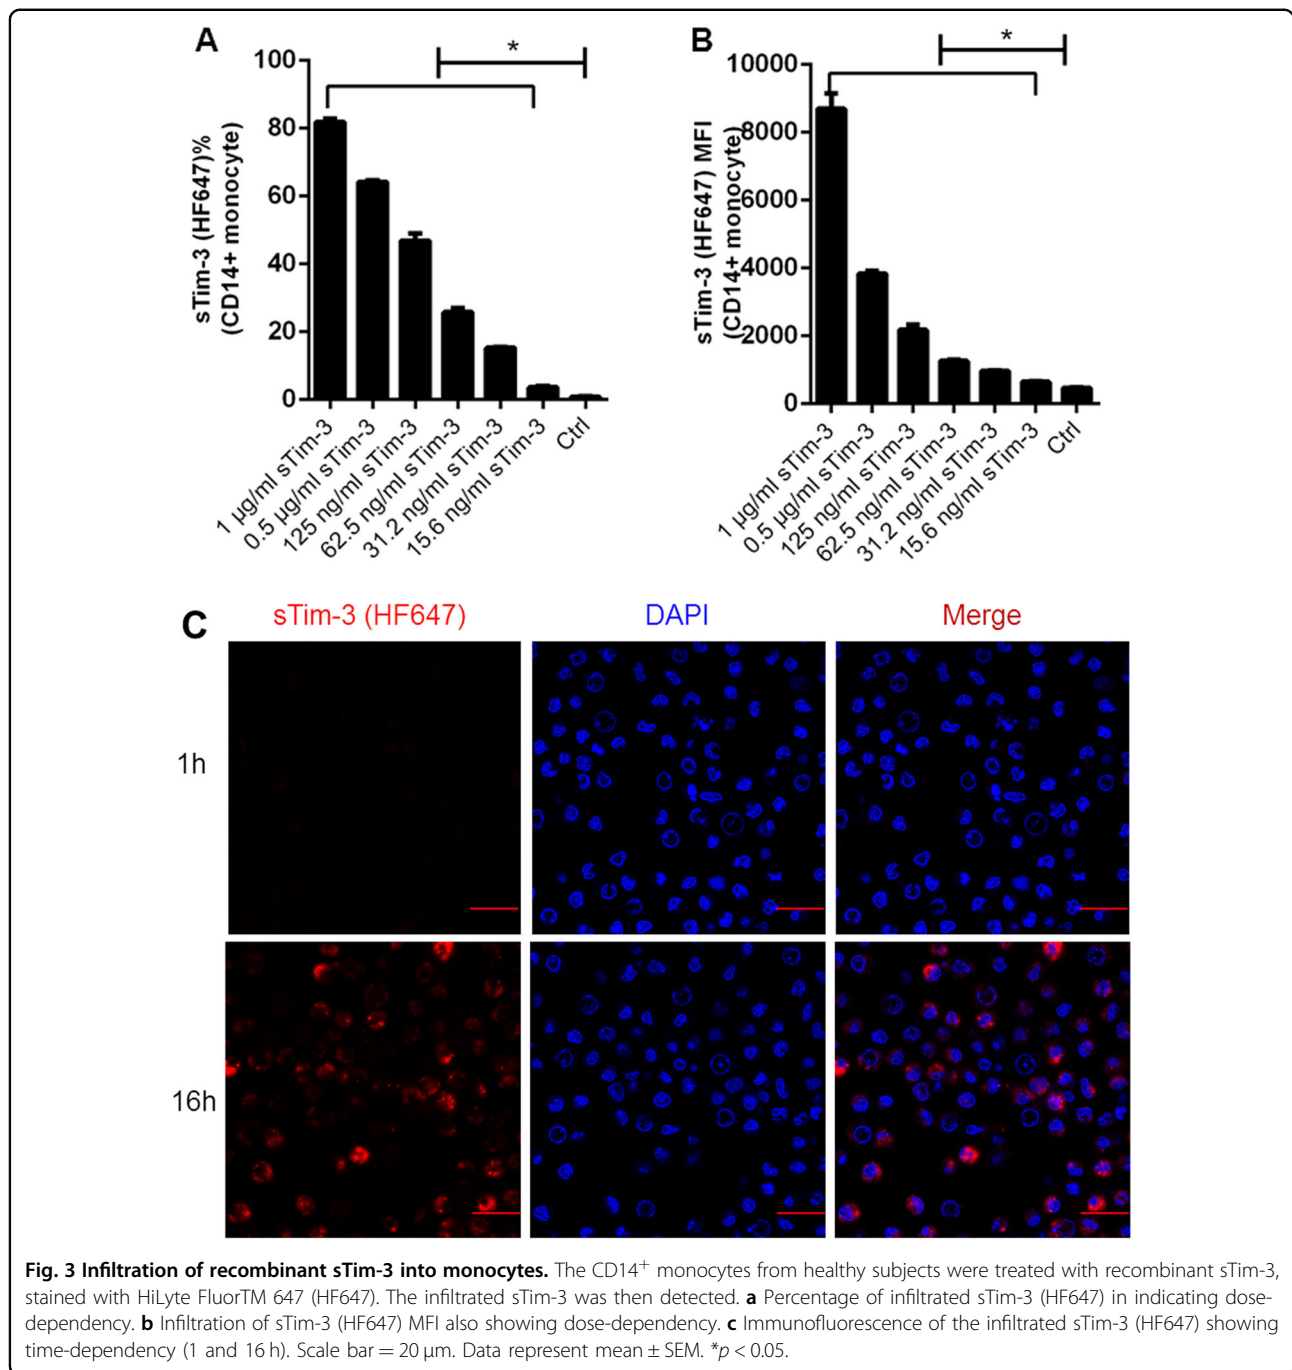 A
*
100
80
60
40
20
0
sTim-3 (HF647)%
(CD14+ monocyte)
1 µg/ml sTim-3
0.5 µg/ml sTim-3
125 ng/ml sTim-3
62.5 ng/ml sTim-3
31.2 ng/ml sTim-3
15.6 ng/ml sTim-3
Ctrl
B
*
10000
8000
6000
4000
2000
0
sTim-3 (HF647) MFI
(CD14+ monocyte)
1 µg/ml sTim-3
0.5 µg/ml sTim-3
125 ng/ml sTim-3
62.5 ng/ml sTim-3
31.2 ng/ml sTim-3
15.6 ng/ml sTim-3
Ctrl
C
sTim-3 (HF647)
DAPI
Merge
1h
16h
Fig. 3 Infiltration of recombinant sTim-3 into monocytes. The CD14+ monocytes from healthy subjects were treated with recombinant sTim-3,
stained with HiLyte FluorTM 647 (HF647). The infiltrated sTim-3 was then detected. a Percentage of infiltrated sTim-3 (HF647) in indicating dose-
dependency. b Infiltration of sTim-3 (HF647) MFI also showing dose-dependency. c Immunofluorescence of the infiltrated sTim-3 (HF647) showing
time-dependency (1 and 16 h). Scale bar = 20 µm. Data represent mean ± SEM. *p < 0.05.